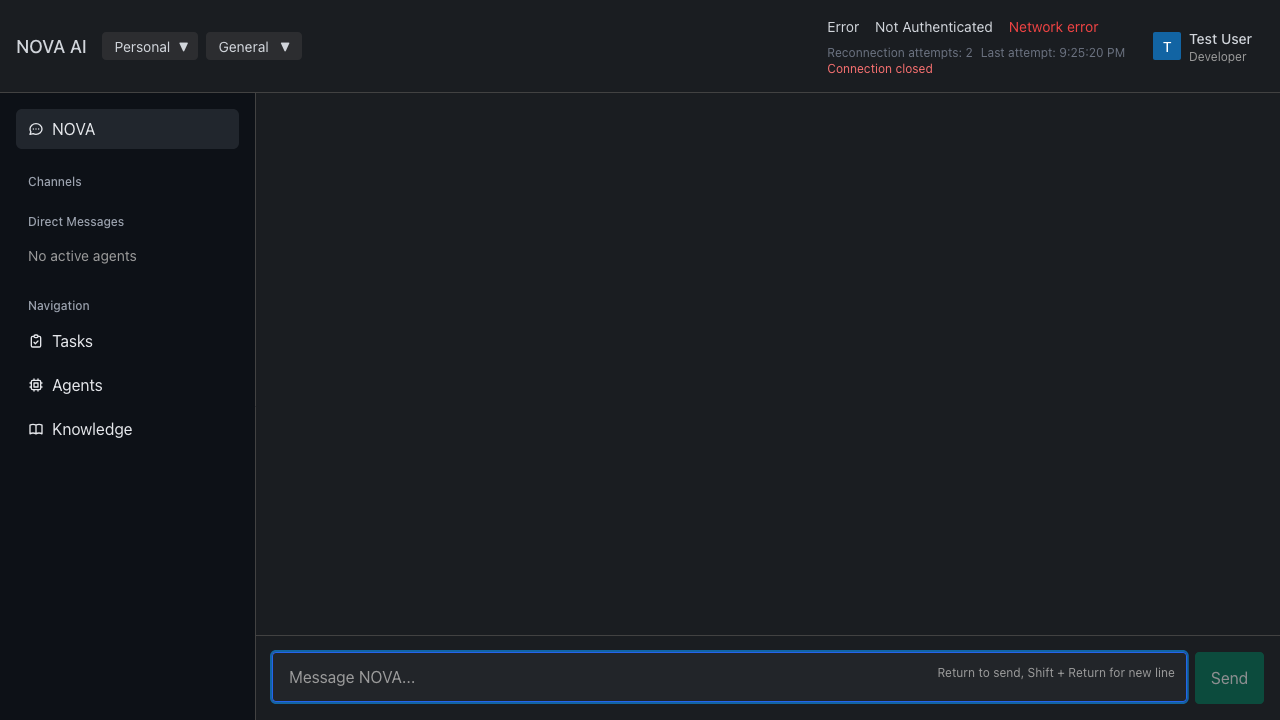 NOVA AI
Personal ▼
General ▼
Error Not Authenticated Network error
Reconnection attempts: 2 Last attempt: 9:25:20 PM
Connection closed
T
Test User
Developer
NOVA
Channels
Direct Messages
No active agents
Navigation
Tasks
Agents
Knowledge
Message NOVA...
Return to send, Shift + Return for new line
Send